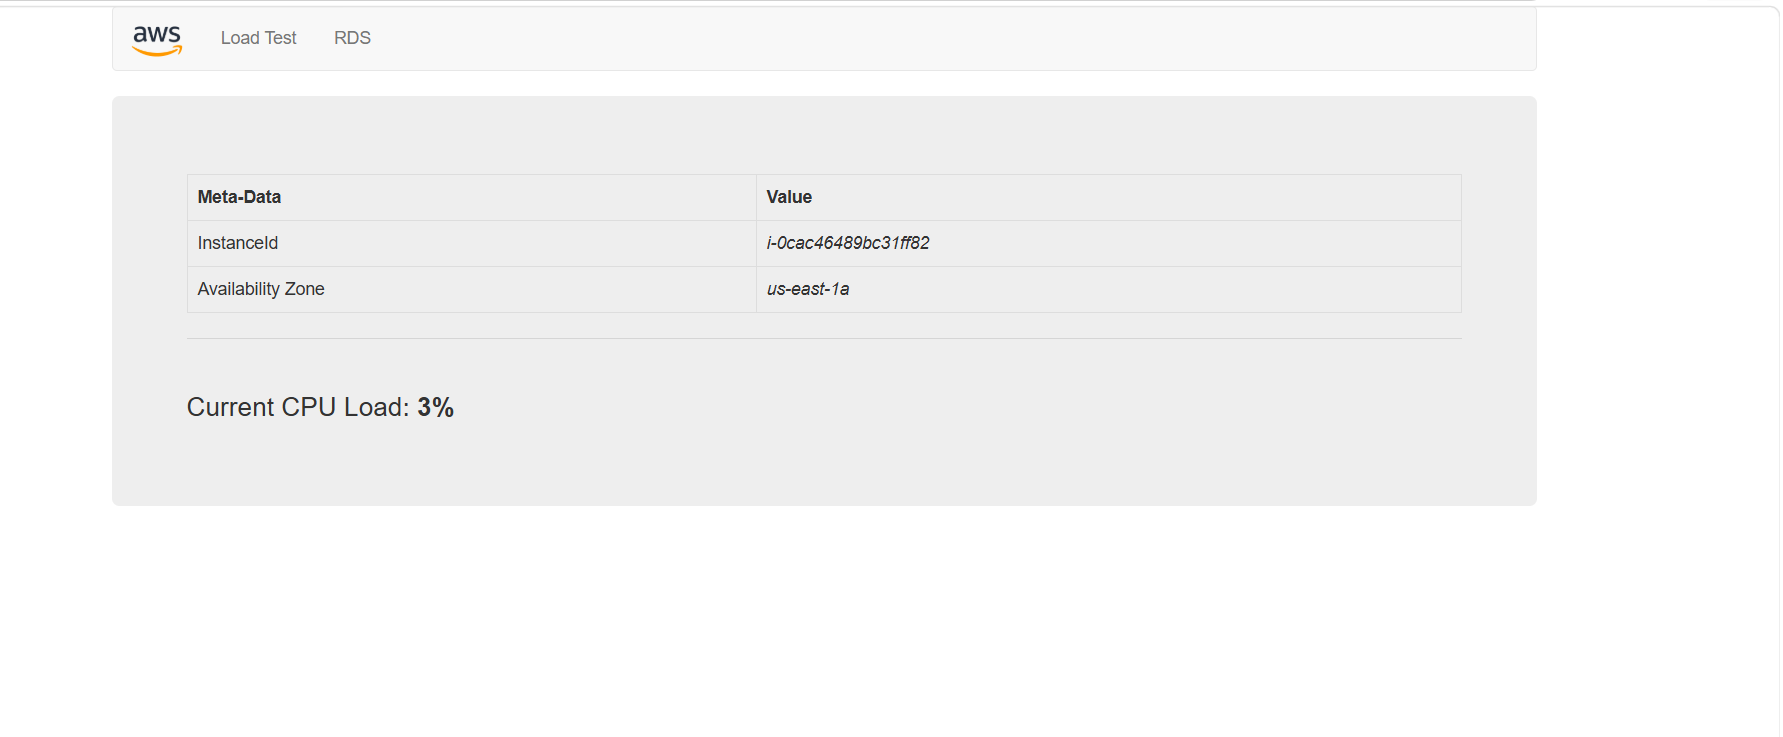 aws Load Test RDS
Meta-Data Value
InstanceId i-0cac46489bc31ff82
Availability Zone us-east-1a
Current CPU Load: 3%